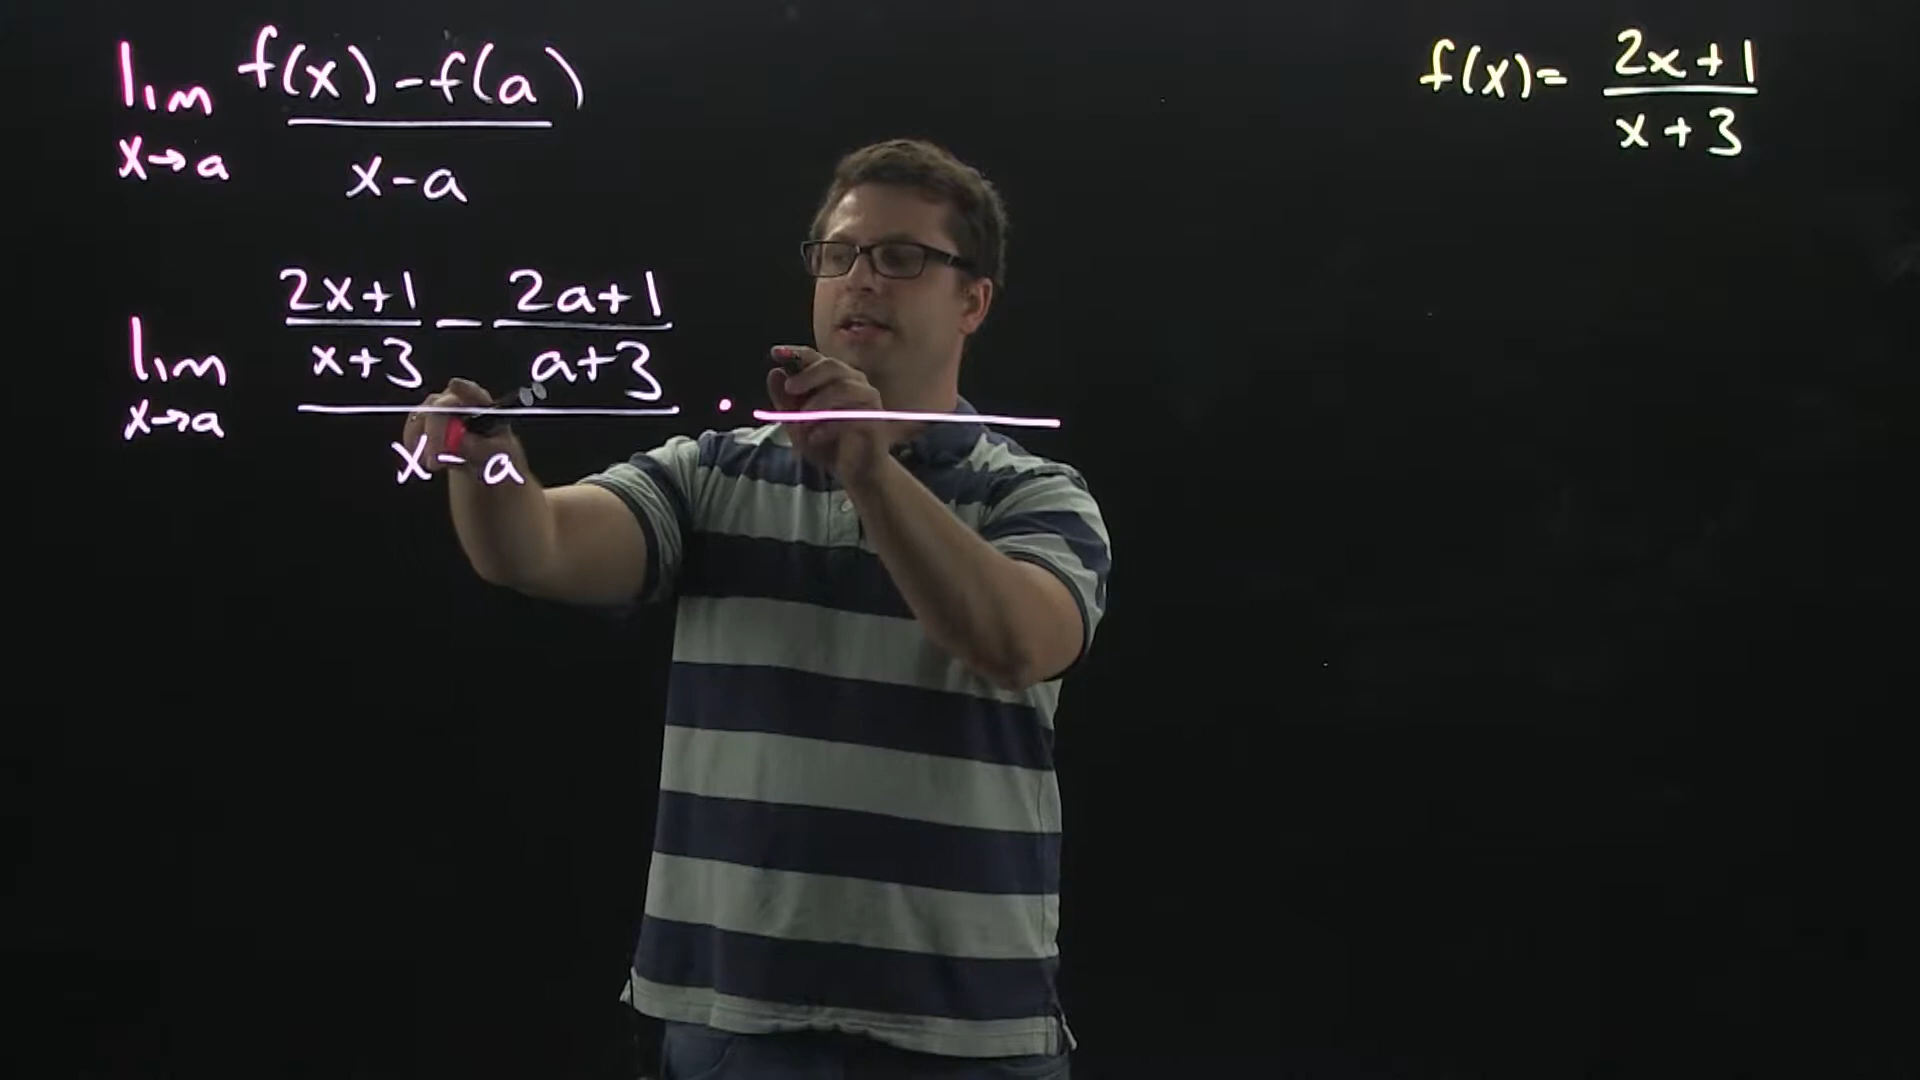 lim f(x)-f(a)
x→a x-a
f(x)= 2x+1
x+3
2x+1 - 2a+1
x+3 a+3
lim
x→a
x-a
·